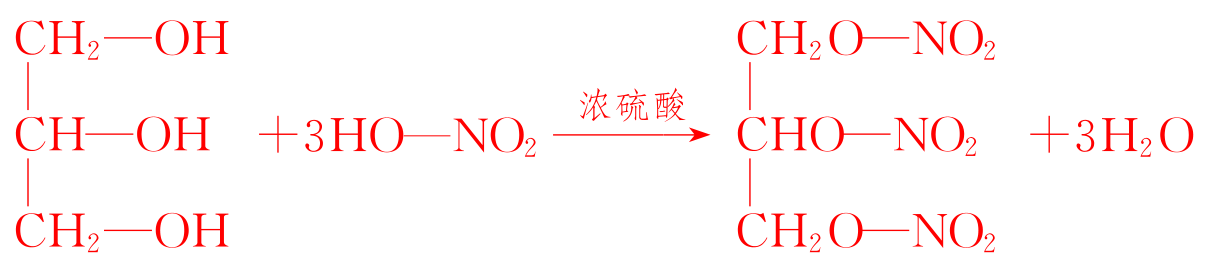 CH₂—OH CH₂O—NO₂
浓硫酸
CH—OH +3HO—NO₂ → CHO—NO₂ +3H₂O
CH₂—OH CH₂O—NO₂